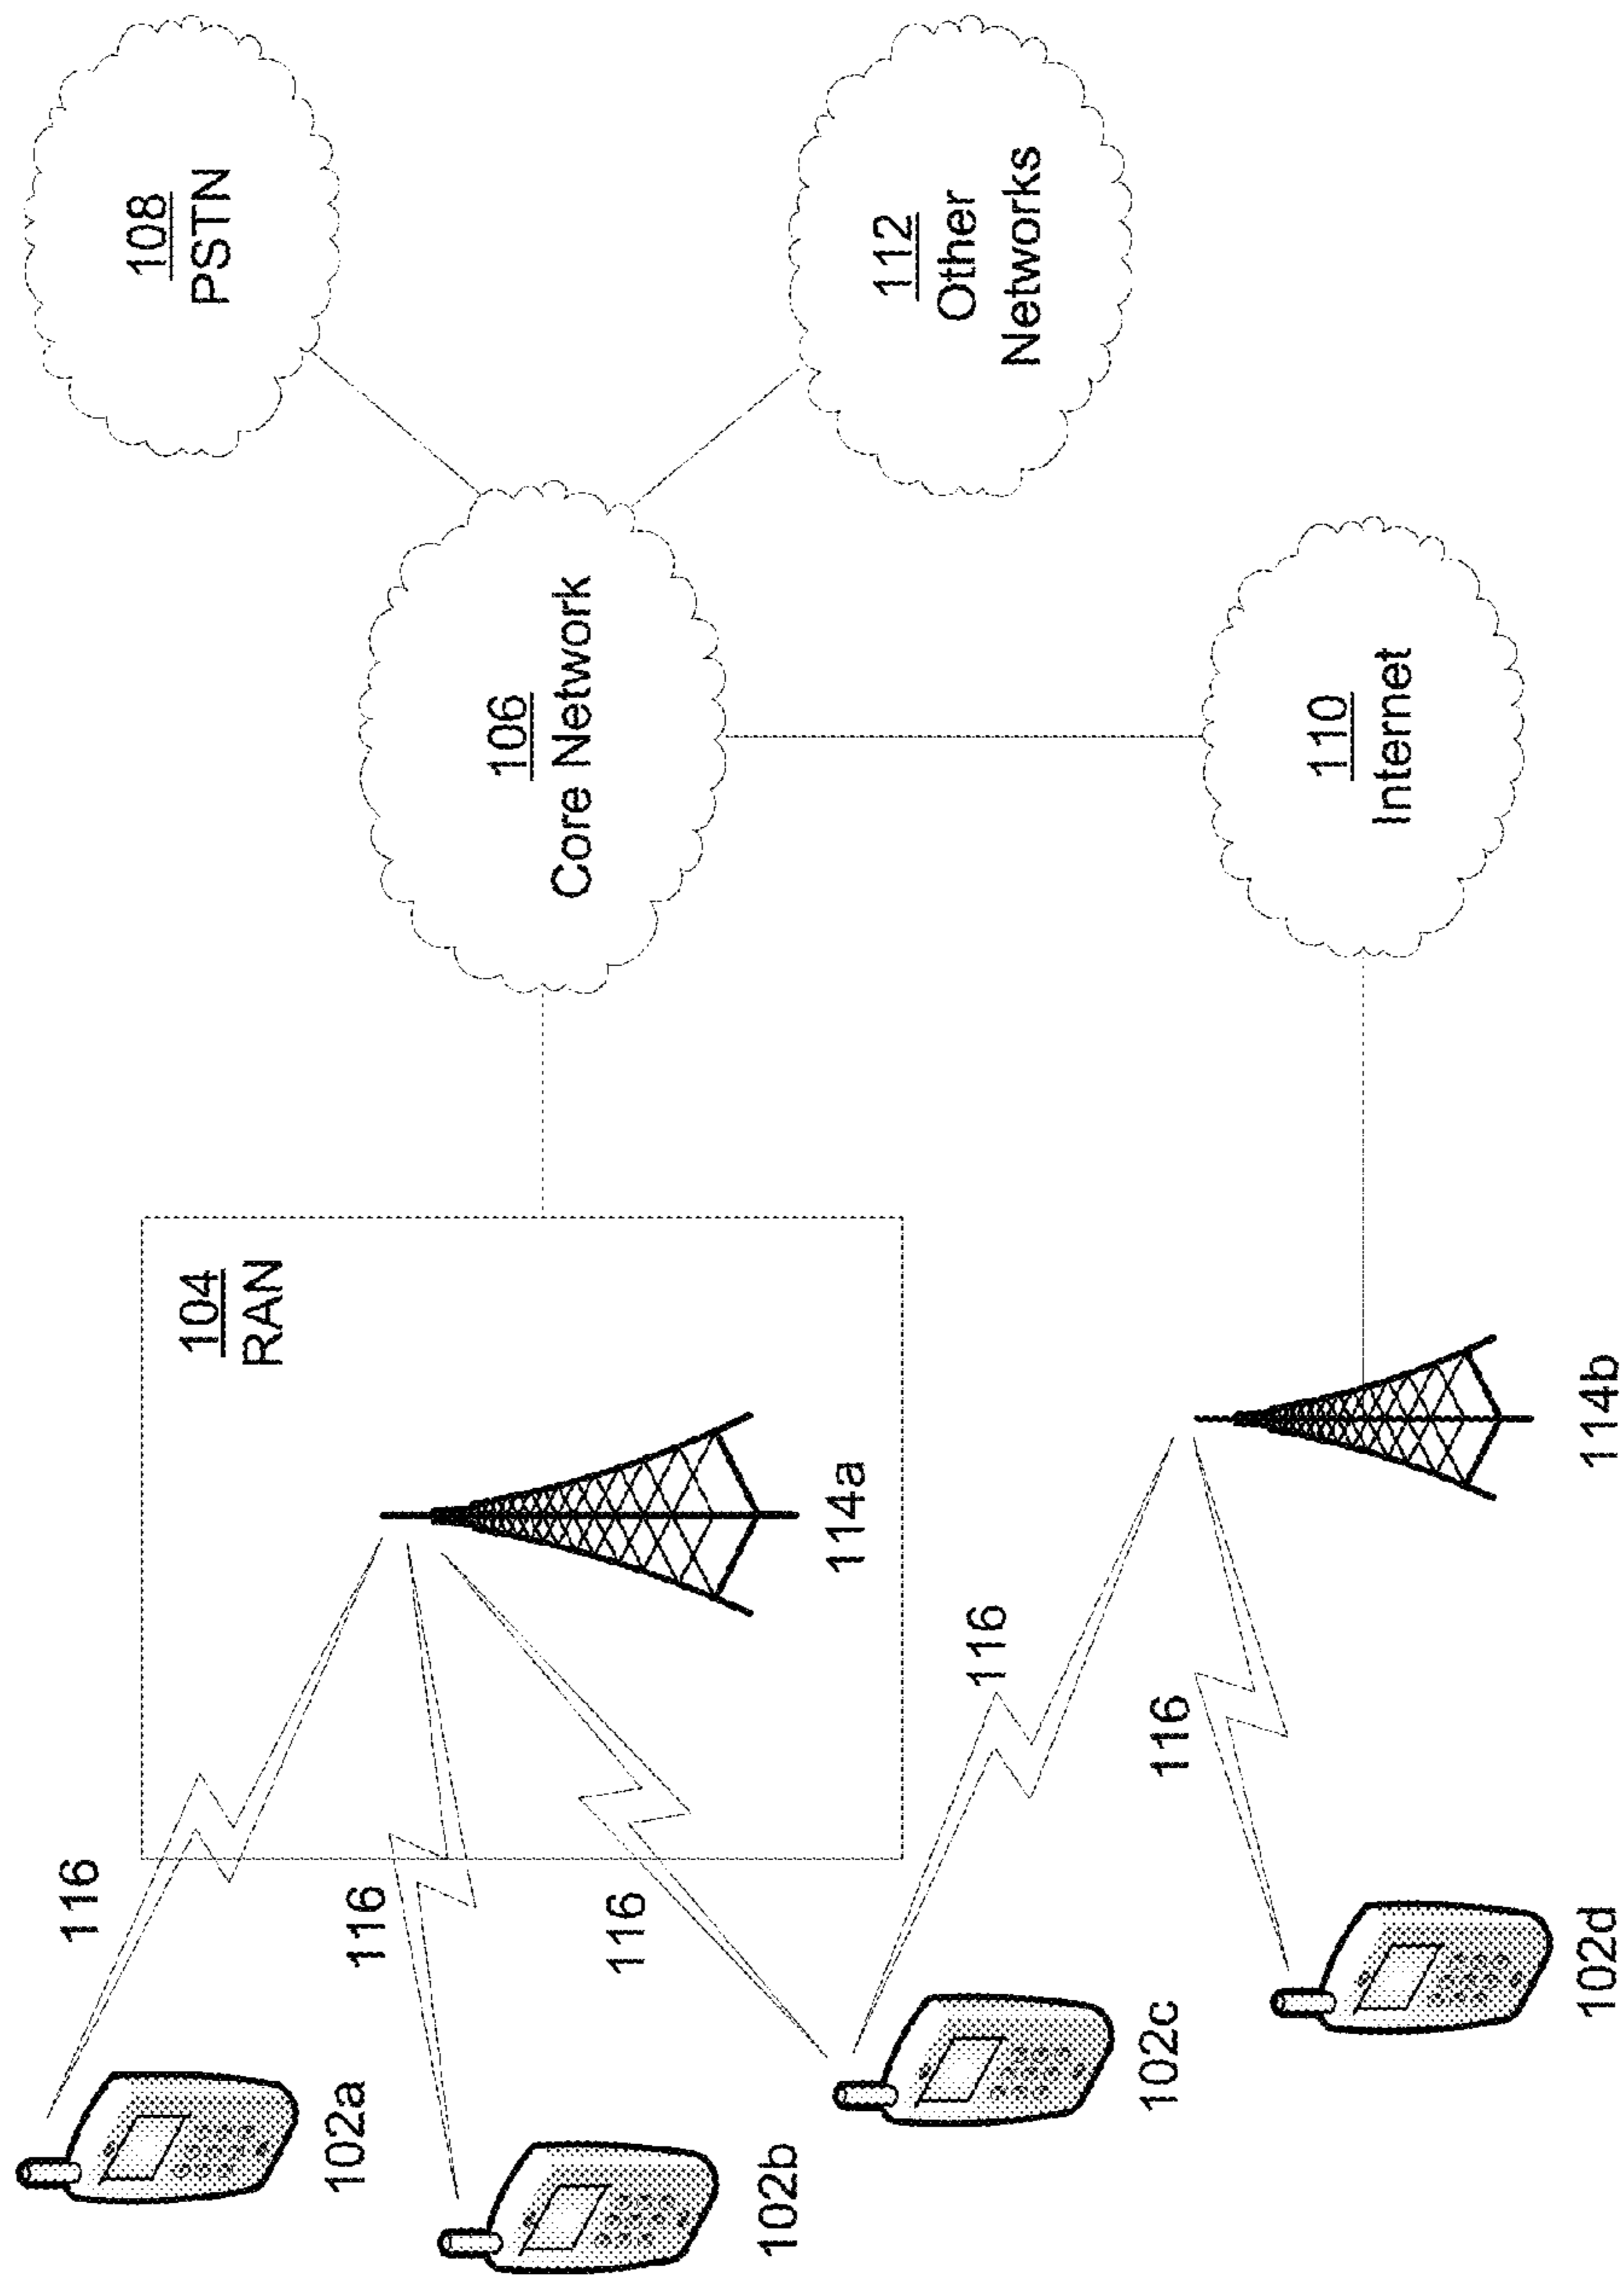 108
PSTN
106
Core Network
112
Other
Networks
104
RAN
110
Internet
116
102a
116
102b
116
114a
116
102c
116
114b
102d